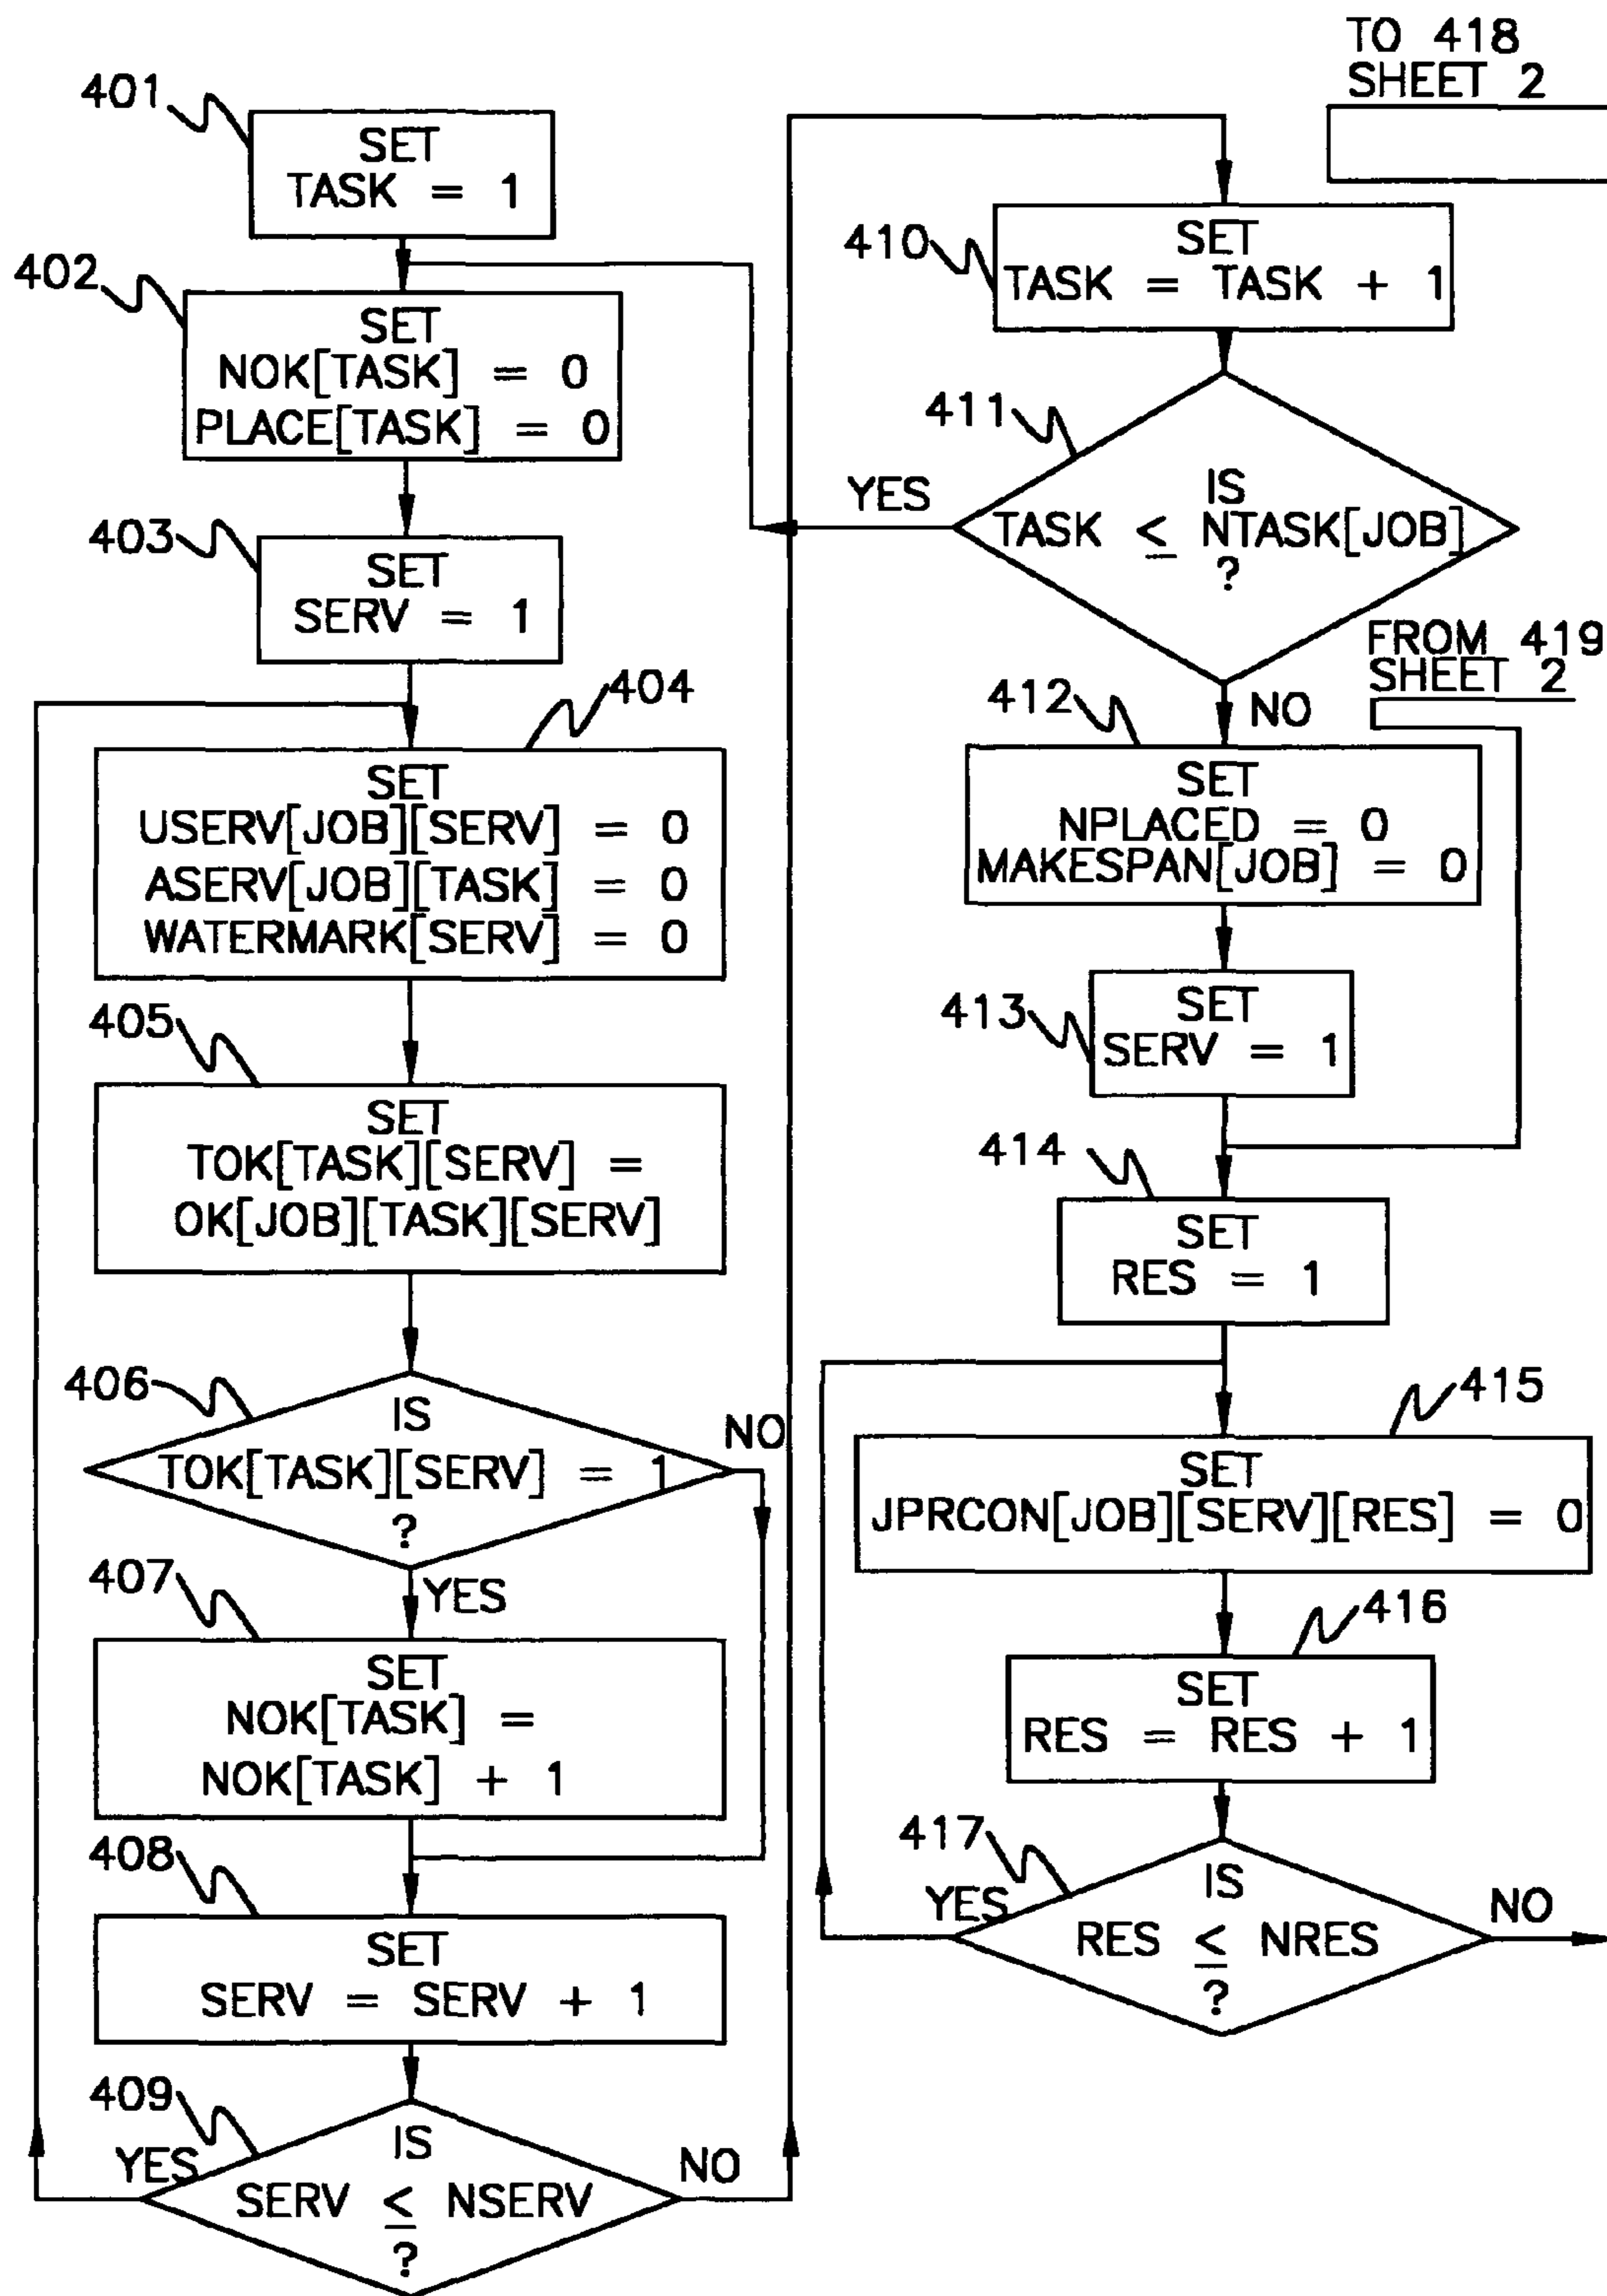 401
SET
TASK = 1
402
SET
NOK[TASK] = 0
PLACE[TASK] = 0
403
SET
SERV = 1
404
SET
USERV[JOB][SERV] = 0
ASERV[JOB][TASK] = 0
WATERMARK[SERV] = 0
405
SET
TOK[TASK][SERV] =
OK[JOB][TASK][SERV]
406
IS
TOK[TASK][SERV] = 1
?
NO
YES
407
SET
NOK[TASK] =
NOK[TASK] + 1
408
SET
SERV = SERV + 1
409
IS
SERV ≤ NSERV
?
YES
NO
TO 418
SHEET 2
410
SET
TASK = TASK + 1
411
IS
TASK ≤ NTASK[JOB]
?
YES
NO
FROM 419
SHEET 2
412
SET
NPLACED = 0
MAKESPAN[JOB] = 0
413
SET
SERV = 1
414
SET
RES = 1
415
SET
JPRCON[JOB][SERV][RES] = 0
416
SET
RES = RES + 1
417
IS
RES ≤ NRES
?
YES
NO